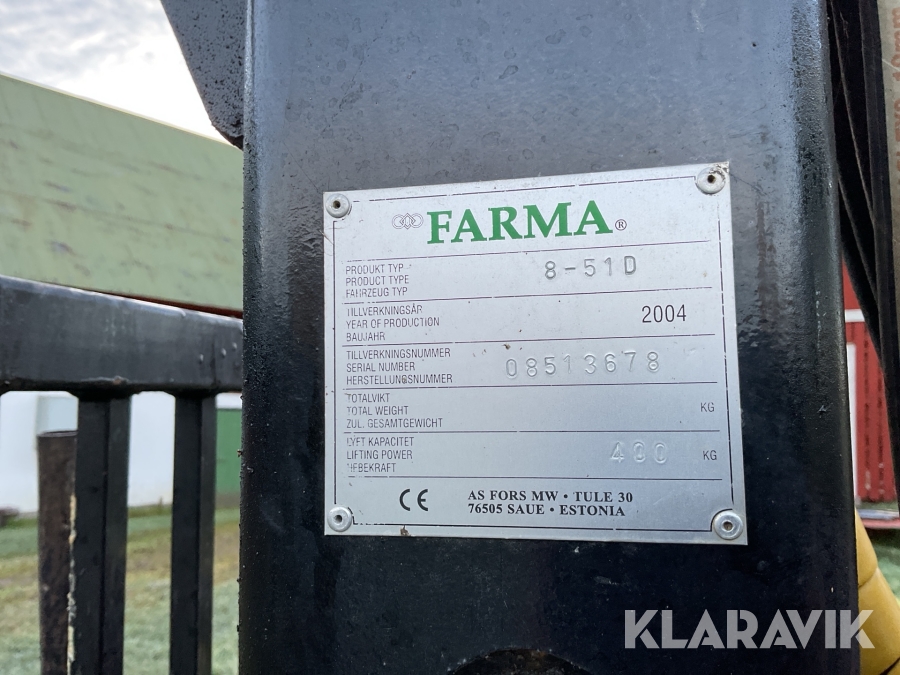 FARMA®
PRODUKT TYP
PRODUCT TYPE
FAHRZEUG TYP
8-51D
TILLVERKNINGSÅR
YEAR OF PRODUCTION
BAUJAHR
2004
TILLVERKNINGSNUMMER
SERIAL NUMBER
HERSTELLUNGSNUMMER
08513678
TOTALVIKT
TOTAL WEIGHT
ZUL. GESAMTGEWICHT
KG
LYFT KAPACITET
LIFTING POWER
HEBEKRAFT
400 KG
CE
AS FORS MW • TULE 30
76505 SAUE • ESTONIA
KLARAVIK